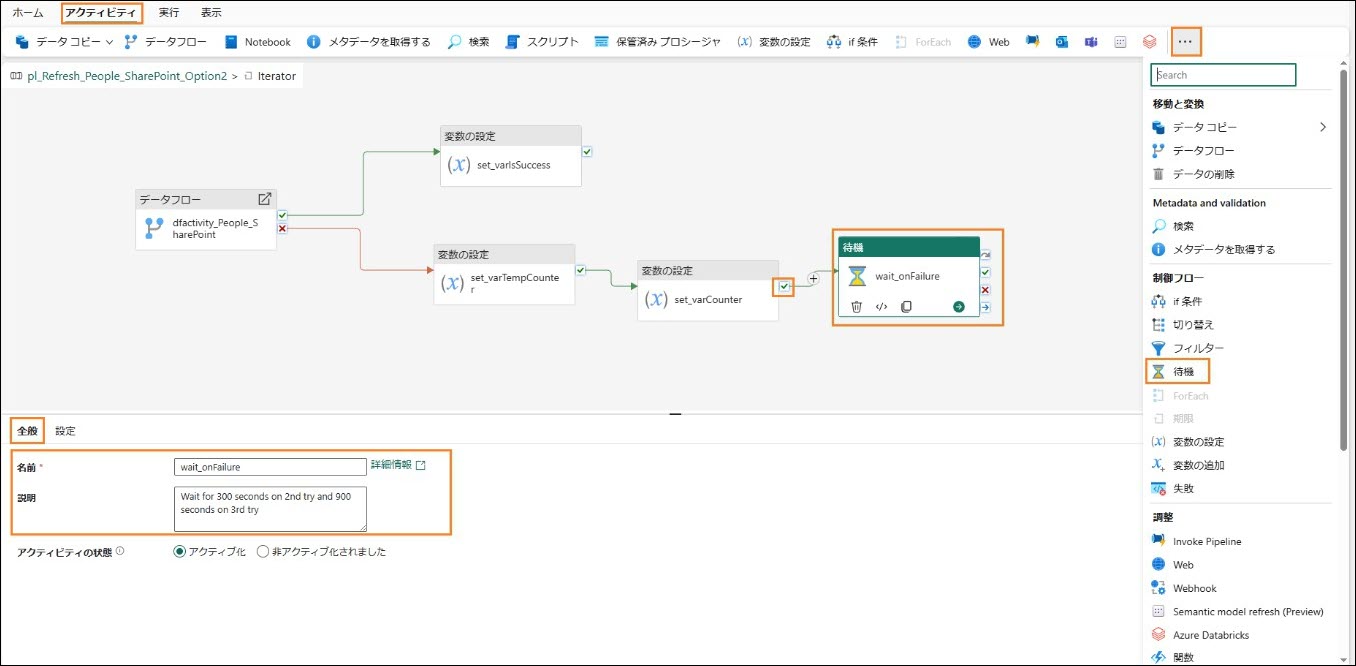 ホーム アクティビティ 実行 表示
データ コピー データフロー Notebook メタデータを取得する 検索 スクリプト 保管済み プロシージャ (x) 変数の設定 if 条件 ForEach Web ...
pl_Refresh_People_SharePoint_Option2 > Iterator
変数の設定
(x) set_varIsSuccess
データフロー
dfactivity_People_S
harePoint
変数の設定
(x) set_varTempCounte
r
変数の設定
(x) set_varCounter
待機
wait_onFailure
</>
Search
移動と変換
データ コピー
データフロー
データの削除
Metadata and validation
検索
メタデータを取得する
制御フロー
if 条件
切り替え
フィルター
待機
ForEach
期限
(x) 変数の設定
変数の追加
失敗
調整
Invoke Pipeline
Web
Webhook
Semantic model refresh (Preview)
Azure Databricks
関数
全般 設定
名前 * wait_onFailure 詳細情報
説明 Wait for 300 seconds on 2nd try and 900
seconds on 3rd try
アクティビティの状態 アクティブ化 非アクティブ化されました